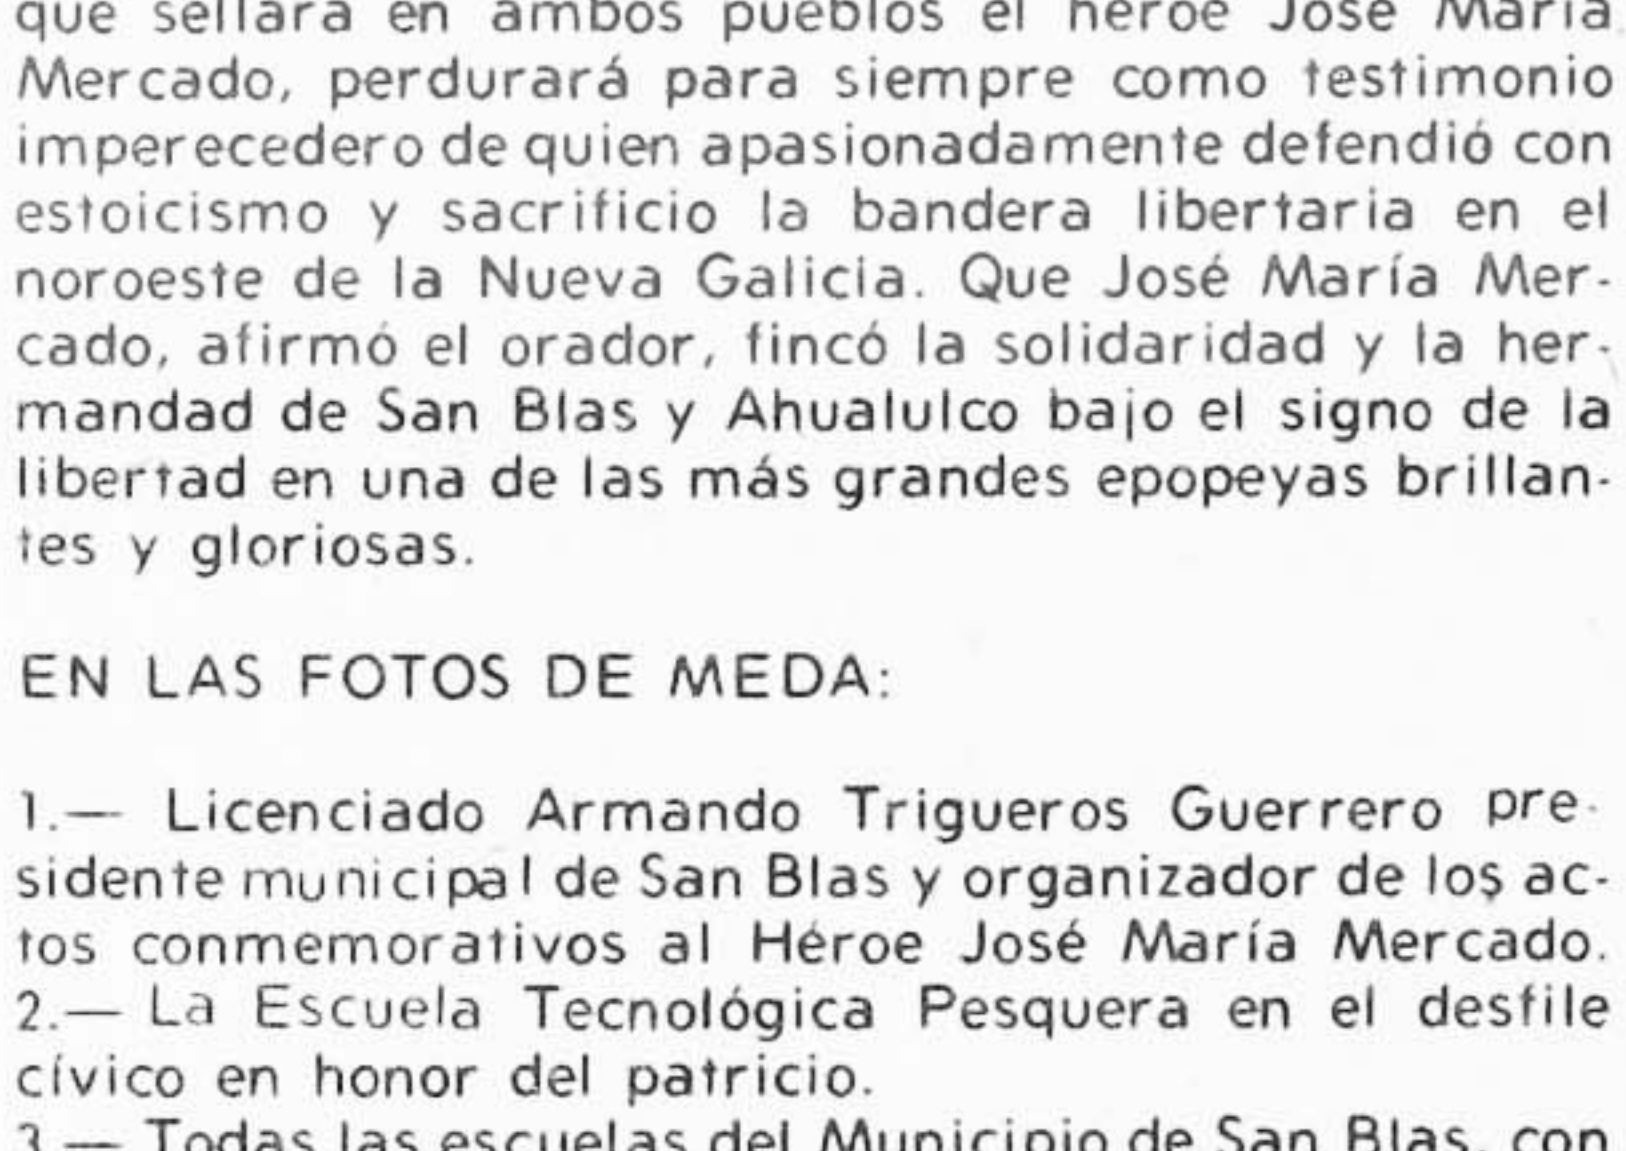 que sellara en ambos pueblos el héroe José María
Mercado, perdurará para siempre como testimonio
imperecedero de quien apasionadamente defendió con
estoicismo y sacrificio la bandera libertaria en el
noroeste de la Nueva Galicia. Que José María Mer-
cado, afirmó el orador, fincó la solidaridad y la her-
mandad de San Blas y Ahualulco bajo el signo de la
libertad en una de las más grandes epopeyas brillan-
tes y gloriosas.
EN LAS FOTOS DE MEDA:
1.— Licenciado Armando Trigueros Guerrero pre-
sidente municipal de San Blas y organizador de los ac-
tos conmemorativos al Héroe José María Mercado.
2.— La Escuela Tecnológica Pesquera en el desfile
cívico en honor del patricio.
3.— Todas las escuelas del Municipio de San Blas, con